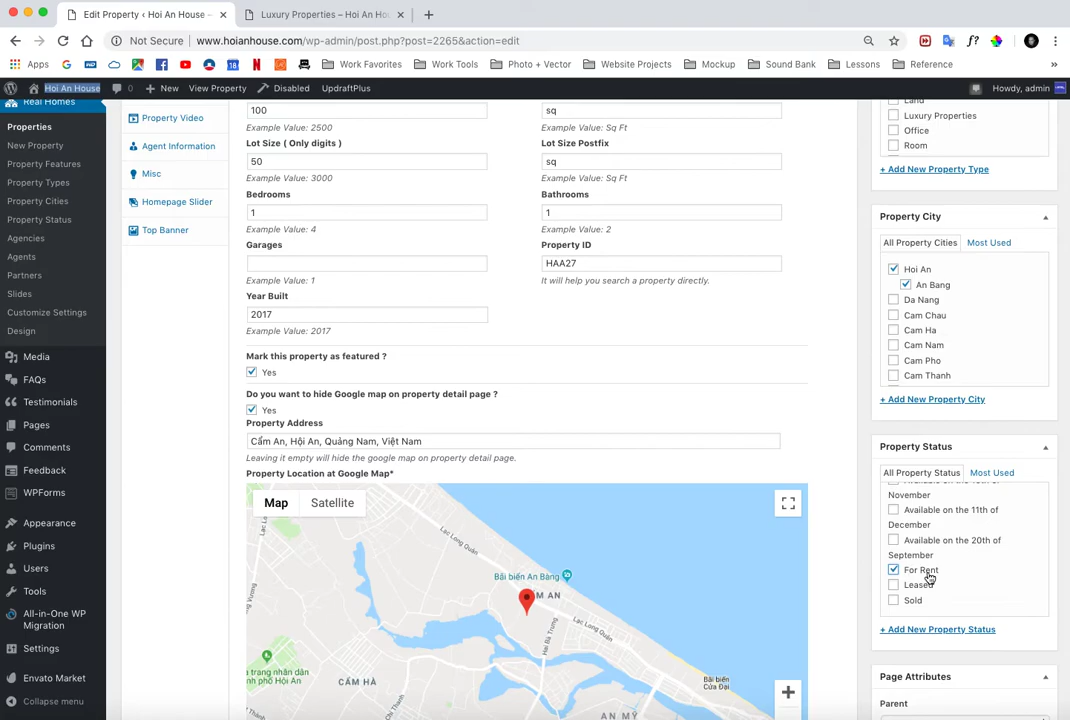 Edit Property ‹ Hoi An House –
Luxury Properties – Hoi An Ho
Not Secure
www.hoianhouse.com/wp-admin/post.php?post=2265&action=edit
Apps
Work Favorites
Work Tools
Photo + Vector
Website Projects
Mockup
Sound Bank
Lessons
Reference
Hoi An House
0
New
View Property
Disabled
UpdraftPlus
Howdy, admin
Real Homes
Properties
New Property
Property Features
Property Types
Property Cities
Property Status
Agencies
Agents
Partners
Slides
Customize Settings
Design
Media
FAQs
Testimonials
Pages
Comments
Feedback
WPForms
Appearance
Plugins
Users
Tools
All-in-One WP
Migration
Settings
Envato Market
Collapse menu
Property Video
Agent Information
Misc
Homepage Slider
Top Banner
100
Example Value: 2500
sq
Example Value: Sq Ft
Lot Size ( Only digits )
50
Example Value: 3000
Lot Size Postfix
sq
Example Value: Sq Ft
Bedrooms
1
Example Value: 4
Bathrooms
1
Example Value: 2
Garages
Example Value: 1
Property ID
HAA27
It will help you search a property directly.
Year Built
2017
Example Value: 2017
Mark this property as featured ?
Yes
Do you want to hide Google map on property detail page ?
Yes
Property Address
Cẩm An, Hội An, Quảng Nam, Việt Nam
Leaving it empty will hide the google map on property detail page.
Property Location at Google Map*
Map
Satellite
Lạc Long Quân
Lạc Long Quân
Bãi biển An Bàng
M AN
Lạc Long Quân
Hai Bà Trưng
trang nghĩa
hội An
CẨM HÀ
AN MỸ
Bãi biển
Cửa Đại
Land
Luxury Properties
Office
Room
+ Add New Property Type
Property City
All Property Cities
Most Used
Hoi An
An Bang
Da Nang
Cam Chau
Cam Ha
Cam Nam
Cam Pho
Cam Thanh
+ Add New Property City
Property Status
All Property Status
Most Used
November
Available on the 11th of
December
Available on the 20th of
September
For Rent
Leased
Sold
+ Add New Property Status
Page Attributes
Parent